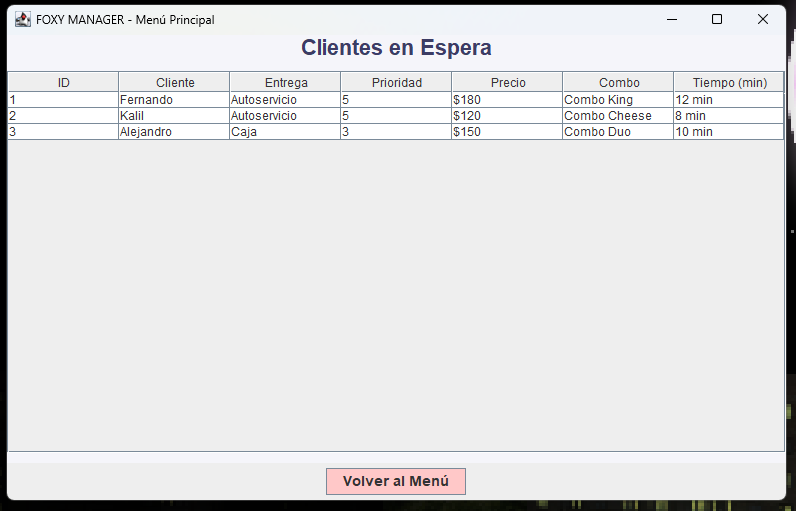 FOXY MANAGER - Menú Principal
Clientes en Espera
ID Cliente Entrega Prioridad Precio Combo Tiempo (min)
1 Fernando Autoservicio 5 $180 Combo King 12 min
2 Kalil Autoservicio 5 $120 Combo Cheese 8 min
3 Alejandro Caja 3 $150 Combo Duo 10 min
Volver al Menú